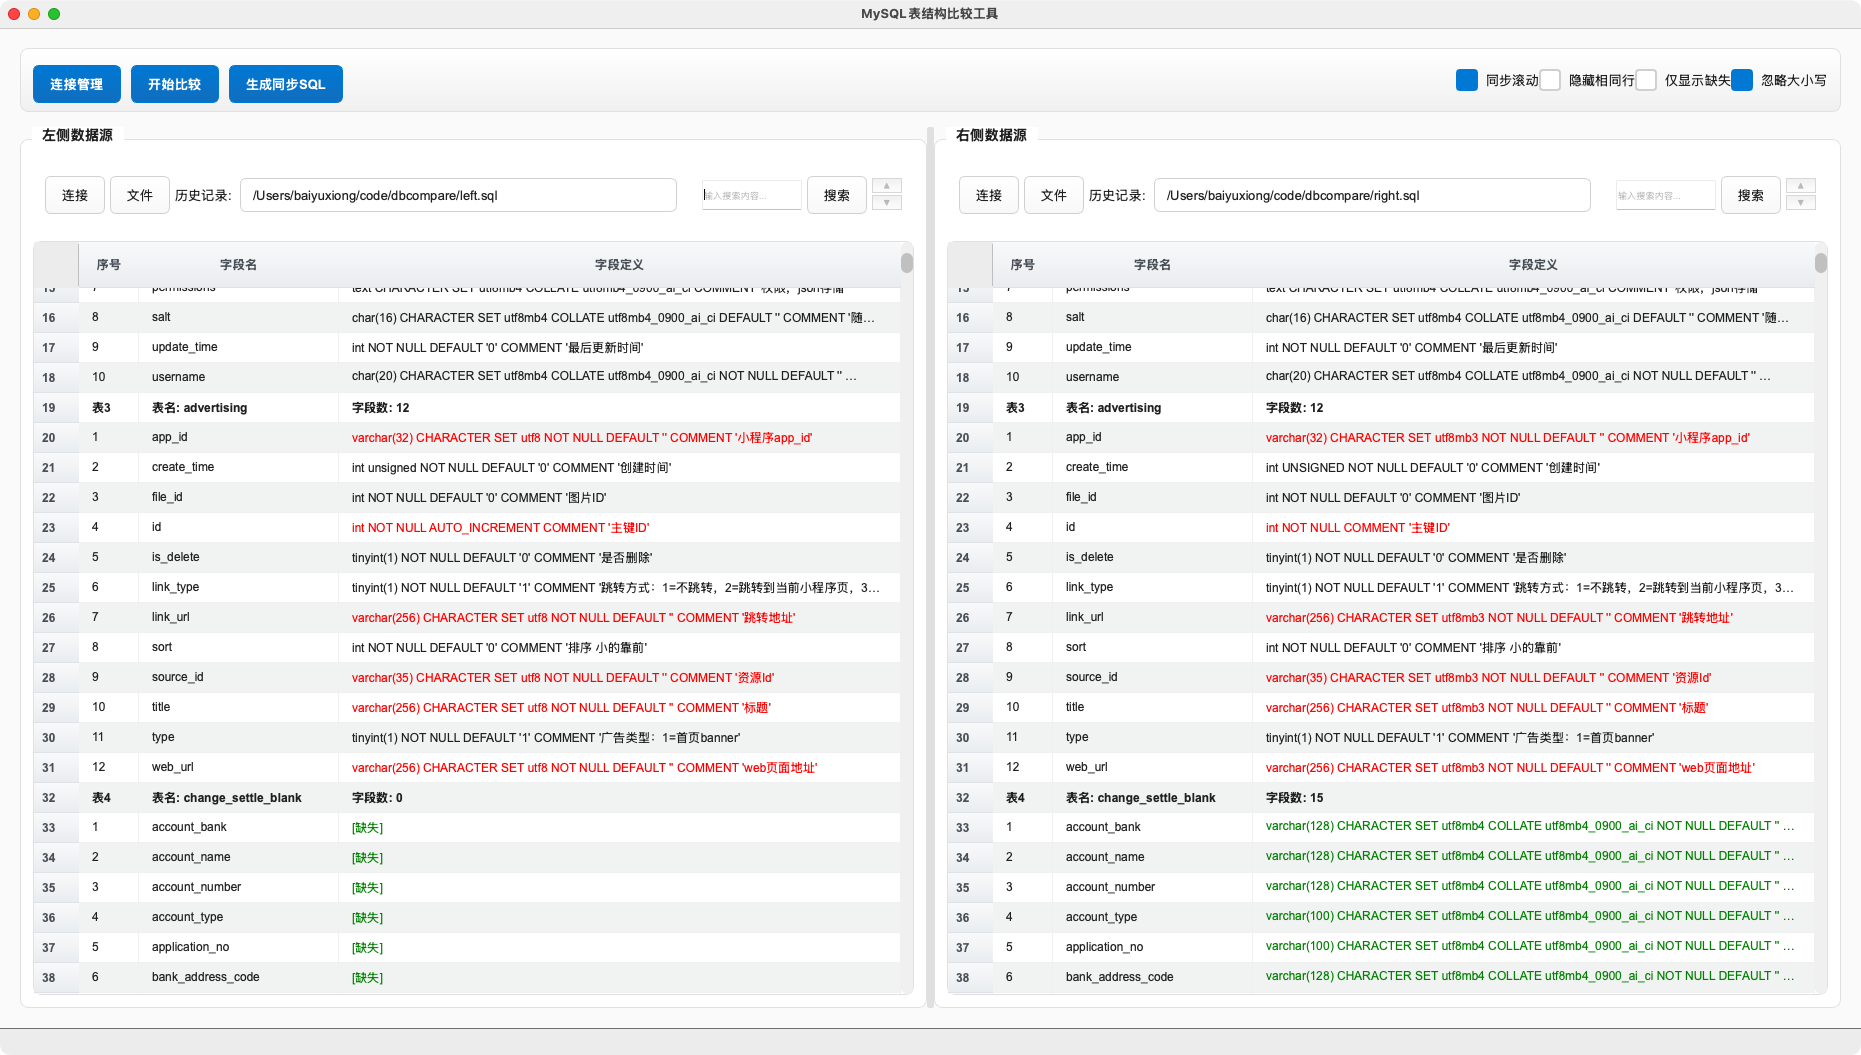 MySQL表结构比较工具
连接管理 开始比较 生成同步SQL 同步滚动 隐藏相同行 仅显示缺失 忽略大小写
左侧数据源
连接 文件 历史记录: /Users/baiyuxiong/code/dbcompare/left.sql 输入搜索内容... 搜索
序号 字段名 字段定义
15 7 permissions text CHARACTER SET utf8mb4 COLLATE utf8mb4_0900_ai_ci COMMENT '权限，json存储'
16 8 salt char(16) CHARACTER SET utf8mb4 COLLATE utf8mb4_0900_ai_ci DEFAULT '' COMMENT '随...
17 9 update_time int NOT NULL DEFAULT '0' COMMENT '最后更新时间'
18 10 username char(20) CHARACTER SET utf8mb4 COLLATE utf8mb4_0900_ai_ci NOT NULL DEFAULT '' ...
19 表3 表名: advertising 字段数: 12
20 1 app_id varchar(32) CHARACTER SET utf8 NOT NULL DEFAULT '' COMMENT '小程序app_id'
21 2 create_time int unsigned NOT NULL DEFAULT '0' COMMENT '创建时间'
22 3 file_id int NOT NULL DEFAULT '0' COMMENT '图片ID'
23 4 id int NOT NULL AUTO_INCREMENT COMMENT '主键ID'
24 5 is_delete tinyint(1) NOT NULL DEFAULT '0' COMMENT '是否删除'
25 6 link_type tinyint(1) NOT NULL DEFAULT '1' COMMENT '跳转方式：1=不跳转，2=跳转到当前小程序页，3...
26 7 link_url varchar(256) CHARACTER SET utf8 NOT NULL DEFAULT '' COMMENT '跳转地址'
27 8 sort int NOT NULL DEFAULT '0' COMMENT '排序 小的靠前'
28 9 source_id varchar(35) CHARACTER SET utf8 NOT NULL DEFAULT '' COMMENT '资源Id'
29 10 title varchar(256) CHARACTER SET utf8 NOT NULL DEFAULT '' COMMENT '标题'
30 11 type tinyint(1) NOT NULL DEFAULT '1' COMMENT '广告类型：1=首页banner'
31 12 web_url varchar(256) CHARACTER SET utf8 NOT NULL DEFAULT '' COMMENT 'web页面地址'
32 表4 表名: change_settle_blank 字段数: 0
33 1 account_bank [缺失]
34 2 account_name [缺失]
35 3 account_number [缺失]
36 4 account_type [缺失]
37 5 application_no [缺失]
38 6 bank_address_code [缺失]
右侧数据源
连接 文件 历史记录: /Users/baiyuxiong/code/dbcompare/right.sql 输入搜索内容... 搜索
序号 字段名 字段定义
15 7 permissions text CHARACTER SET utf8mb4 COLLATE utf8mb4_0900_ai_ci COMMENT '权限，json存储'
16 8 salt char(16) CHARACTER SET utf8mb4 COLLATE utf8mb4_0900_ai_ci DEFAULT '' COMMENT '随...
17 9 update_time int NOT NULL DEFAULT '0' COMMENT '最后更新时间'
18 10 username char(20) CHARACTER SET utf8mb4 COLLATE utf8mb4_0900_ai_ci NOT NULL DEFAULT '' ...
19 表3 表名: advertising 字段数: 12
20 1 app_id varchar(32) CHARACTER SET utf8mb3 NOT NULL DEFAULT '' COMMENT '小程序app_id'
21 2 create_time int UNSIGNED NOT NULL DEFAULT '0' COMMENT '创建时间'
22 3 file_id int NOT NULL DEFAULT '0' COMMENT '图片ID'
23 4 id int NOT NULL COMMENT '主键ID'
24 5 is_delete tinyint(1) NOT NULL DEFAULT '0' COMMENT '是否删除'
25 6 link_type tinyint(1) NOT NULL DEFAULT '1' COMMENT '跳转方式：1=不跳转，2=跳转到当前小程序页，3...
26 7 link_url varchar(256) CHARACTER SET utf8mb3 NOT NULL DEFAULT '' COMMENT '跳转地址'
27 8 sort int NOT NULL DEFAULT '0' COMMENT '排序 小的靠前'
28 9 source_id varchar(35) CHARACTER SET utf8mb3 NOT NULL DEFAULT '' COMMENT '资源Id'
29 10 title varchar(256) CHARACTER SET utf8mb3 NOT NULL DEFAULT '' COMMENT '标题'
30 11 type tinyint(1) NOT NULL DEFAULT '1' COMMENT '广告类型：1=首页banner'
31 12 web_url varchar(256) CHARACTER SET utf8mb3 NOT NULL DEFAULT '' COMMENT 'web页面地址'
32 表4 表名: change_settle_blank 字段数: 15
33 1 account_bank varchar(128) CHARACTER SET utf8mb4 COLLATE utf8mb4_0900_ai_ci NOT NULL DEFAULT '' ...
34 2 account_name varchar(128) CHARACTER SET utf8mb4 COLLATE utf8mb4_0900_ai_ci NOT NULL DEFAULT '' ...
35 3 account_number varchar(128) CHARACTER SET utf8mb4 COLLATE utf8mb4_0900_ai_ci NOT NULL DEFAULT '' ...
36 4 account_type varchar(100) CHARACTER SET utf8mb4 COLLATE utf8mb4_0900_ai_ci NOT NULL DEFAULT '' ...
37 5 application_no varchar(100) CHARACTER SET utf8mb4 COLLATE utf8mb4_0900_ai_ci NOT NULL DEFAULT '' ...
38 6 bank_address_code varchar(128) CHARACTER SET utf8mb4 COLLATE utf8mb4_0900_ai_ci NOT NULL DEFAULT '' ...